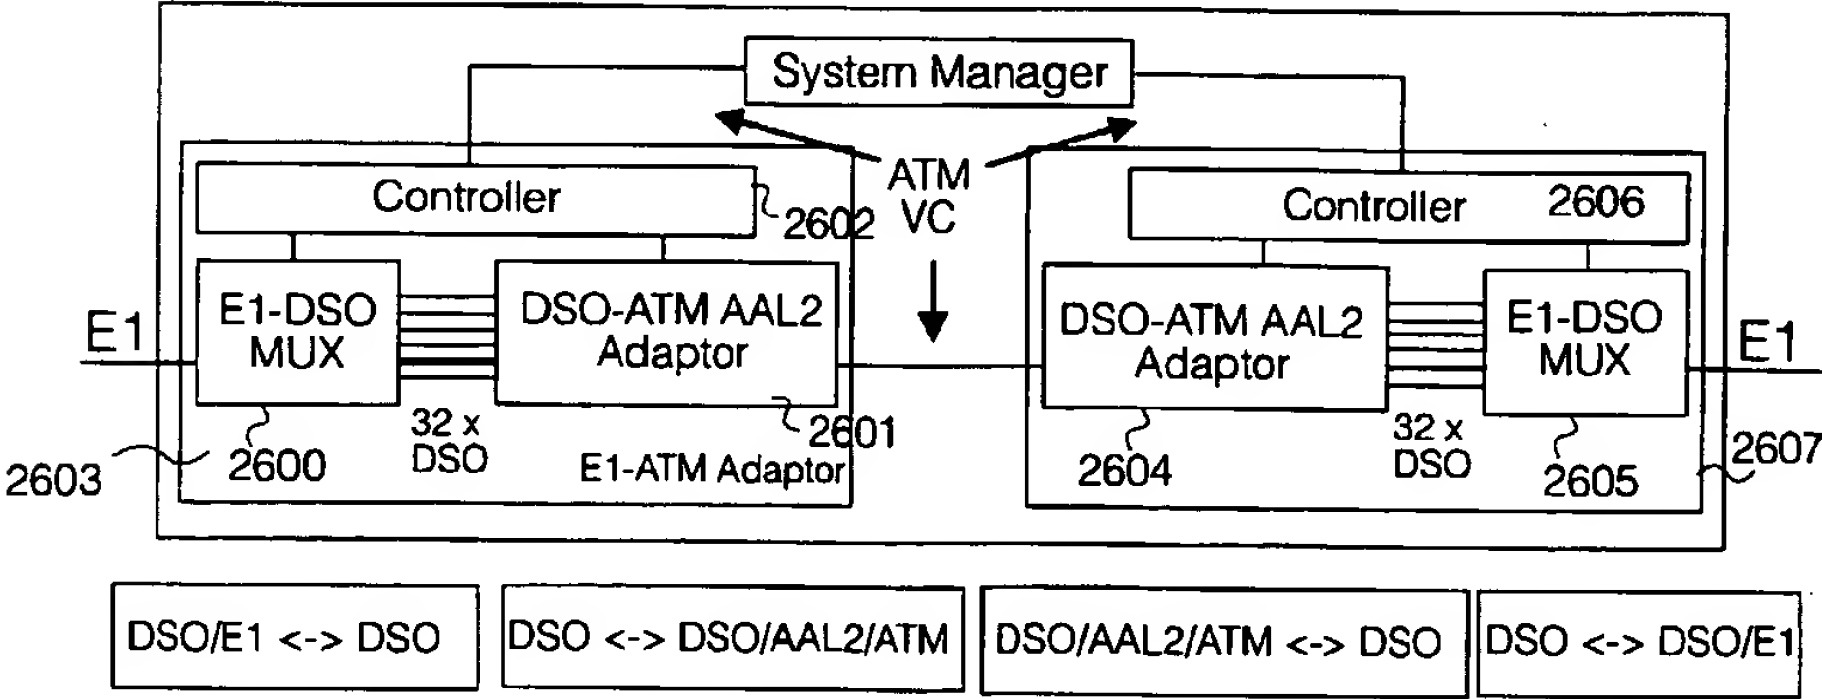 System Manager
ATM
VC
Controller
2602
Controller 2606
E1
E1-DSO
MUX
DSO-ATM AAL2
Adaptor
DSO-ATM AAL2
Adaptor
E1-DSO
MUX
E1
32 x
DSO
2600
2601
E1-ATM Adaptor
2603
2604
32 x
DSO
2605
2607
DSO/E1 <-> DSO
DSO <-> DSO/AAL2/ATM
DSO/AAL2/ATM <-> DSO
DSO <-> DSO/E1